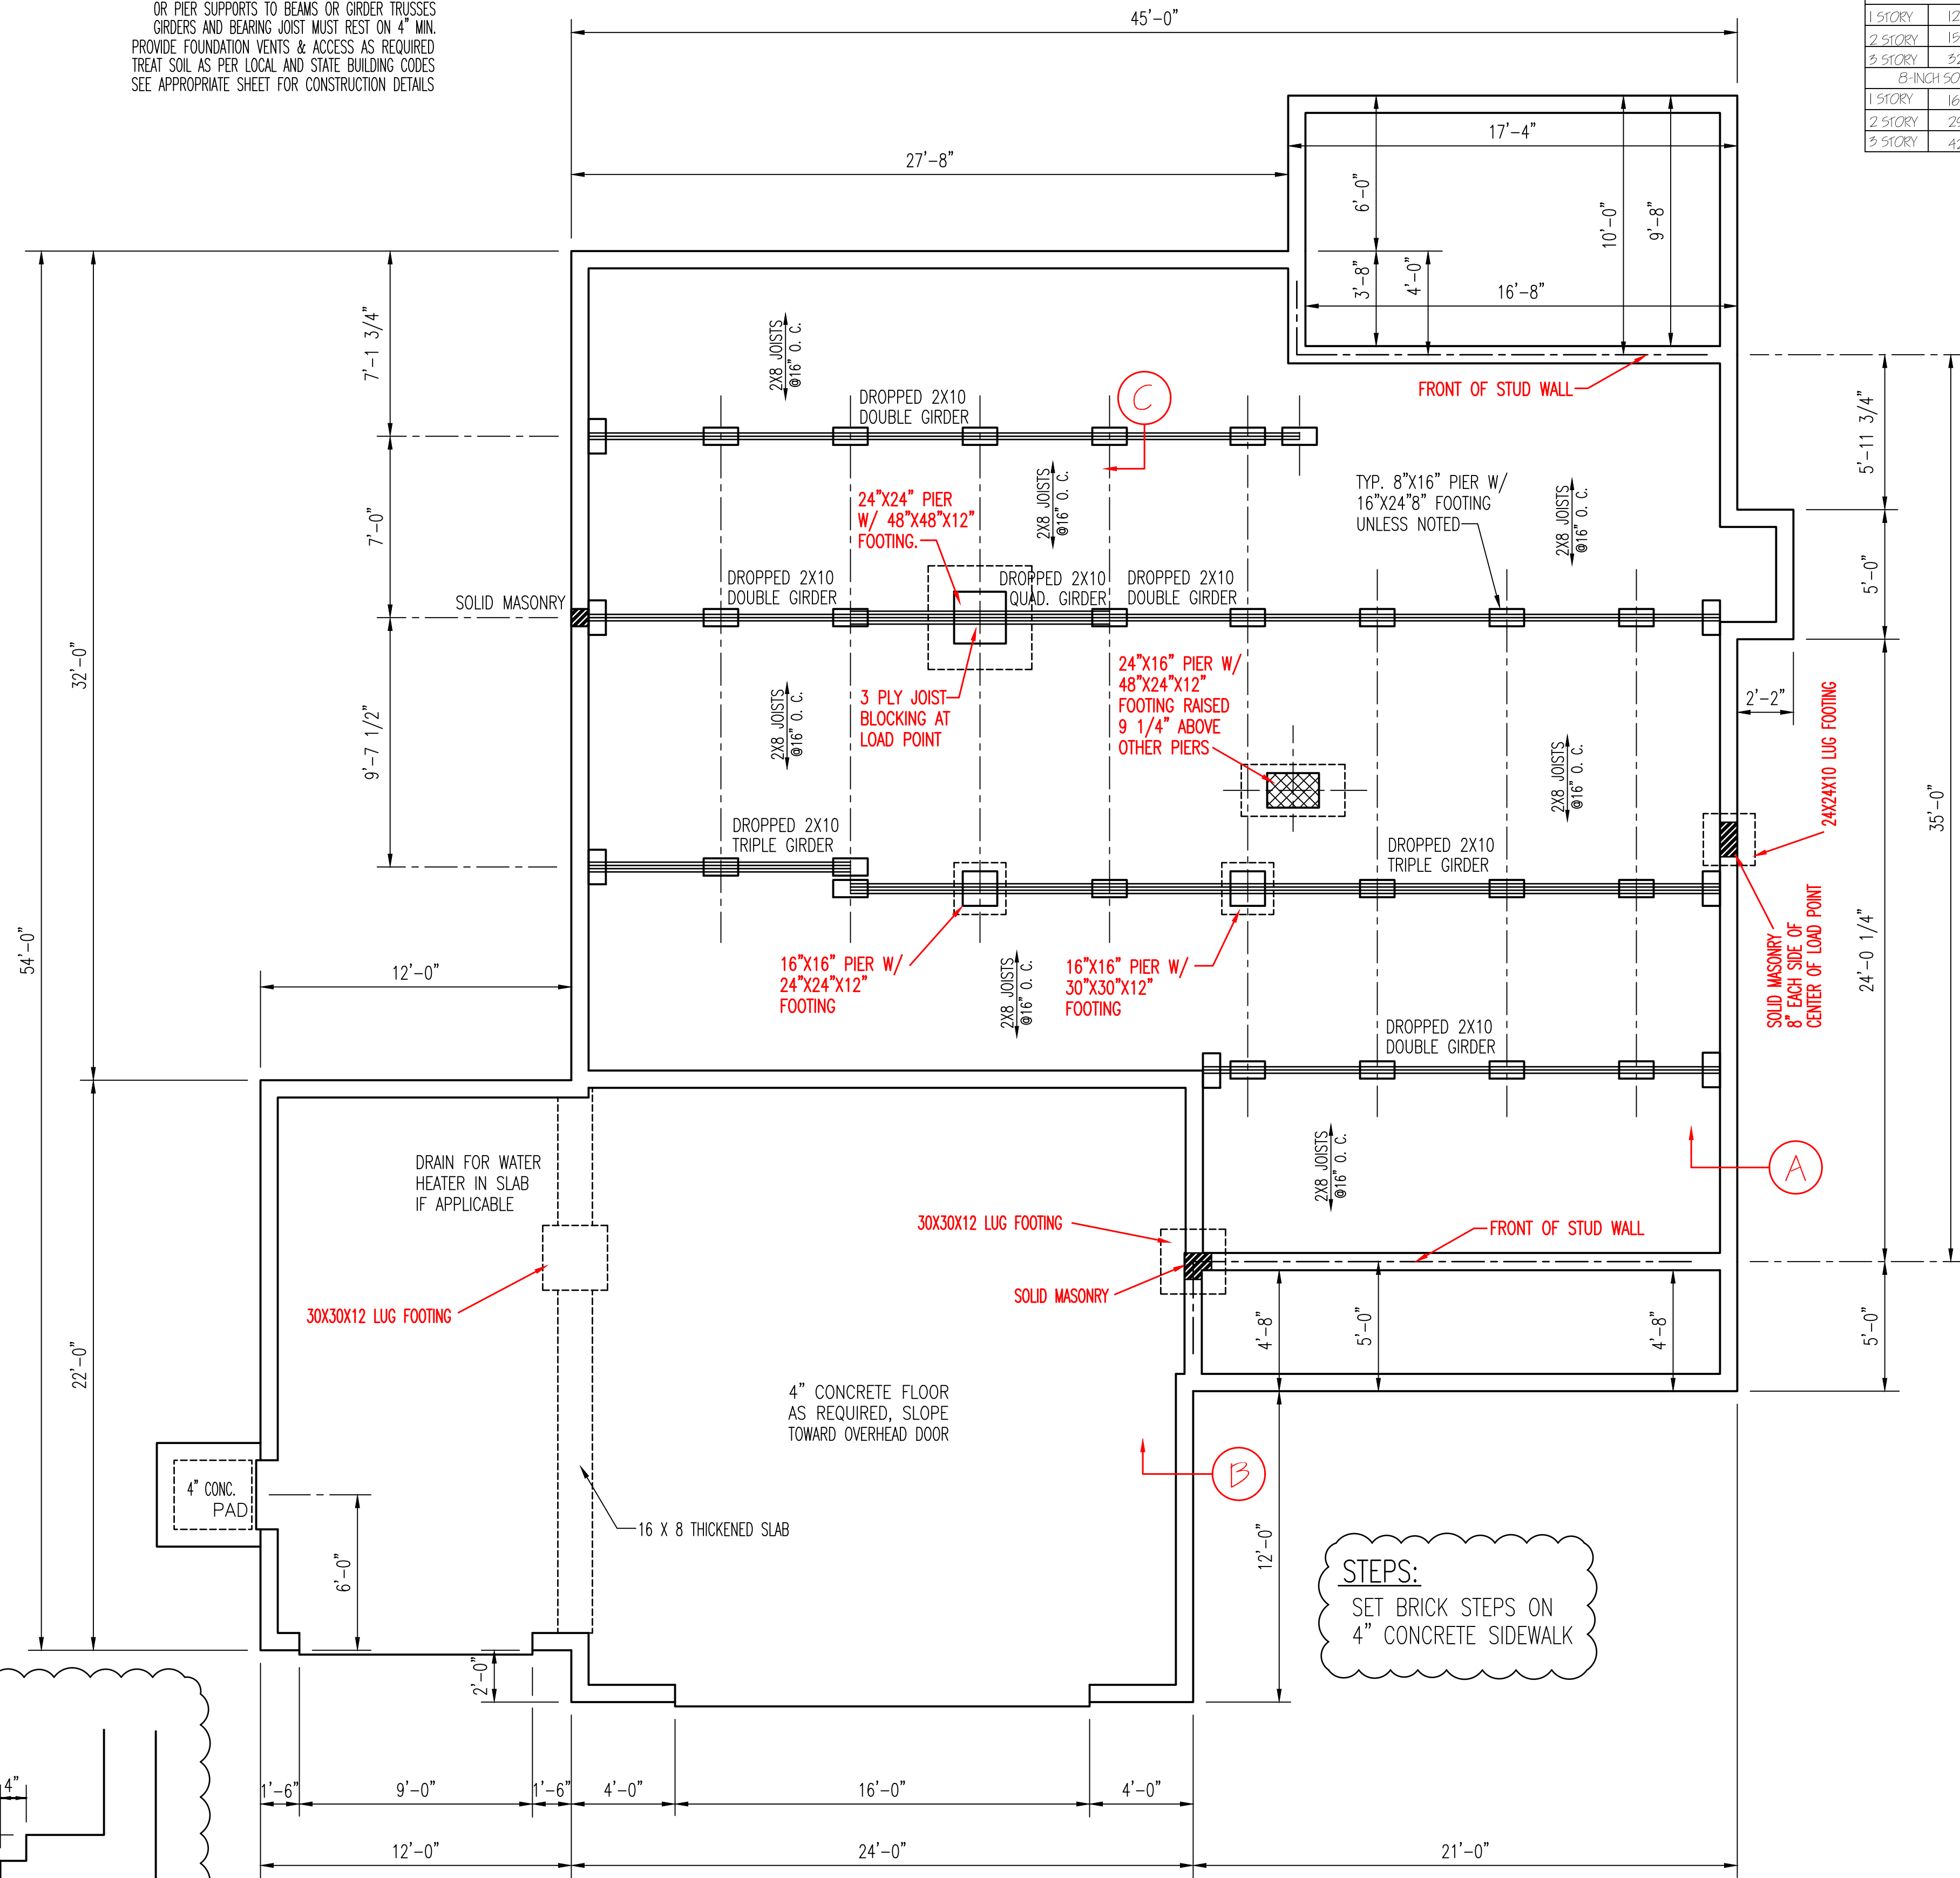 OR PIER SUPPORTS TO BEAMS OR GIRDER TRUSSES
GIRDERS AND BEARING JOIST MUST REST ON 4" MIN.
PROVIDE FOUNDATION VENTS & ACCESS AS REQUIRED
TREAT SOIL AS PER LOCAL AND STATE BUILDING CODES
SEE APPROPRIATE SHEET FOR CONSTRUCTION DETAILS
45'-0"
1 STORY
2 STORY
3 STORY
8-INCH
1 STORY
2 STORY
3 STORY
27'-8"
17'-4"
6'-0"
10'-0"
9'-8"
3'-8"
4'-0"
16'-8"
FRONT OF STUD WALL
7'-1 3/4"
2X8 JOISTS
@16" O. C.
DROPPED 2X10
DOUBLE GIRDER
C
5'-11 3/4"
7'-0"
24"X24" PIER
W/ 48"X48"X12"
FOOTING.
2X8 JOISTS
@16" O. C.
TYP. 8"X16" PIER W/
16"X24"8" FOOTING
UNLESS NOTED
2X8 JOISTS
@16" O. C.
5'-0"
SOLID MASONRY
DROPPED 2X10
DOUBLE GIRDER
DROPPED 2X10
QUAD. GIRDER
DROPPED 2X10
DOUBLE GIRDER
32'-0"
9'-7 1/2"
2X8 JOISTS
@16" O. C.
3 PLY JOIST
BLOCKING AT
LOAD POINT
24"X16" PIER W/
48"X24"X12"
FOOTING RAISED
9 1/4" ABOVE
OTHER PIERS
2X8 JOISTS
@16" O. C.
2'-2"
24X24X10 LUG FOOTING
35'-0"
DROPPED 2X10
TRIPLE GIRDER
DROPPED 2X10
TRIPLE GIRDER
54'-0"
12'-0"
16"X16" PIER W/
24"X24"X12"
FOOTING
2X8 JOISTS
@16" O. C.
16"X16" PIER W/
30"X30"X12"
FOOTING
SOLID MASONRY
8" EACH SIDE OF
CENTER OF LOAD POINT
24'-0 1/4"
DROPPED 2X10
DOUBLE GIRDER
DRAIN FOR WATER
HEATER IN SLAB
IF APPLICABLE
2X8 JOISTS
@16" O. C.
A
30X30X12 LUG FOOTING
FRONT OF STUD WALL
30X30X12 LUG FOOTING
SOLID MASONRY
22'-0"
4'-8"
5'-0"
4'-8"
5'-0"
4" CONCRETE FLOOR
AS REQUIRED, SLOPE
TOWARD OVERHEAD DOOR
B
4" CONC.
PAD
16 X 8 THICKENED SLAB
6'-0"
12'-0"
STEPS:
SET BRICK STEPS ON
4" CONCRETE SIDEWALK
2'-0"
4"
1'-6"
9'-0"
1'-6"
4'-0"
16'-0"
4'-0"
12'-0"
24'-0"
21'-0"